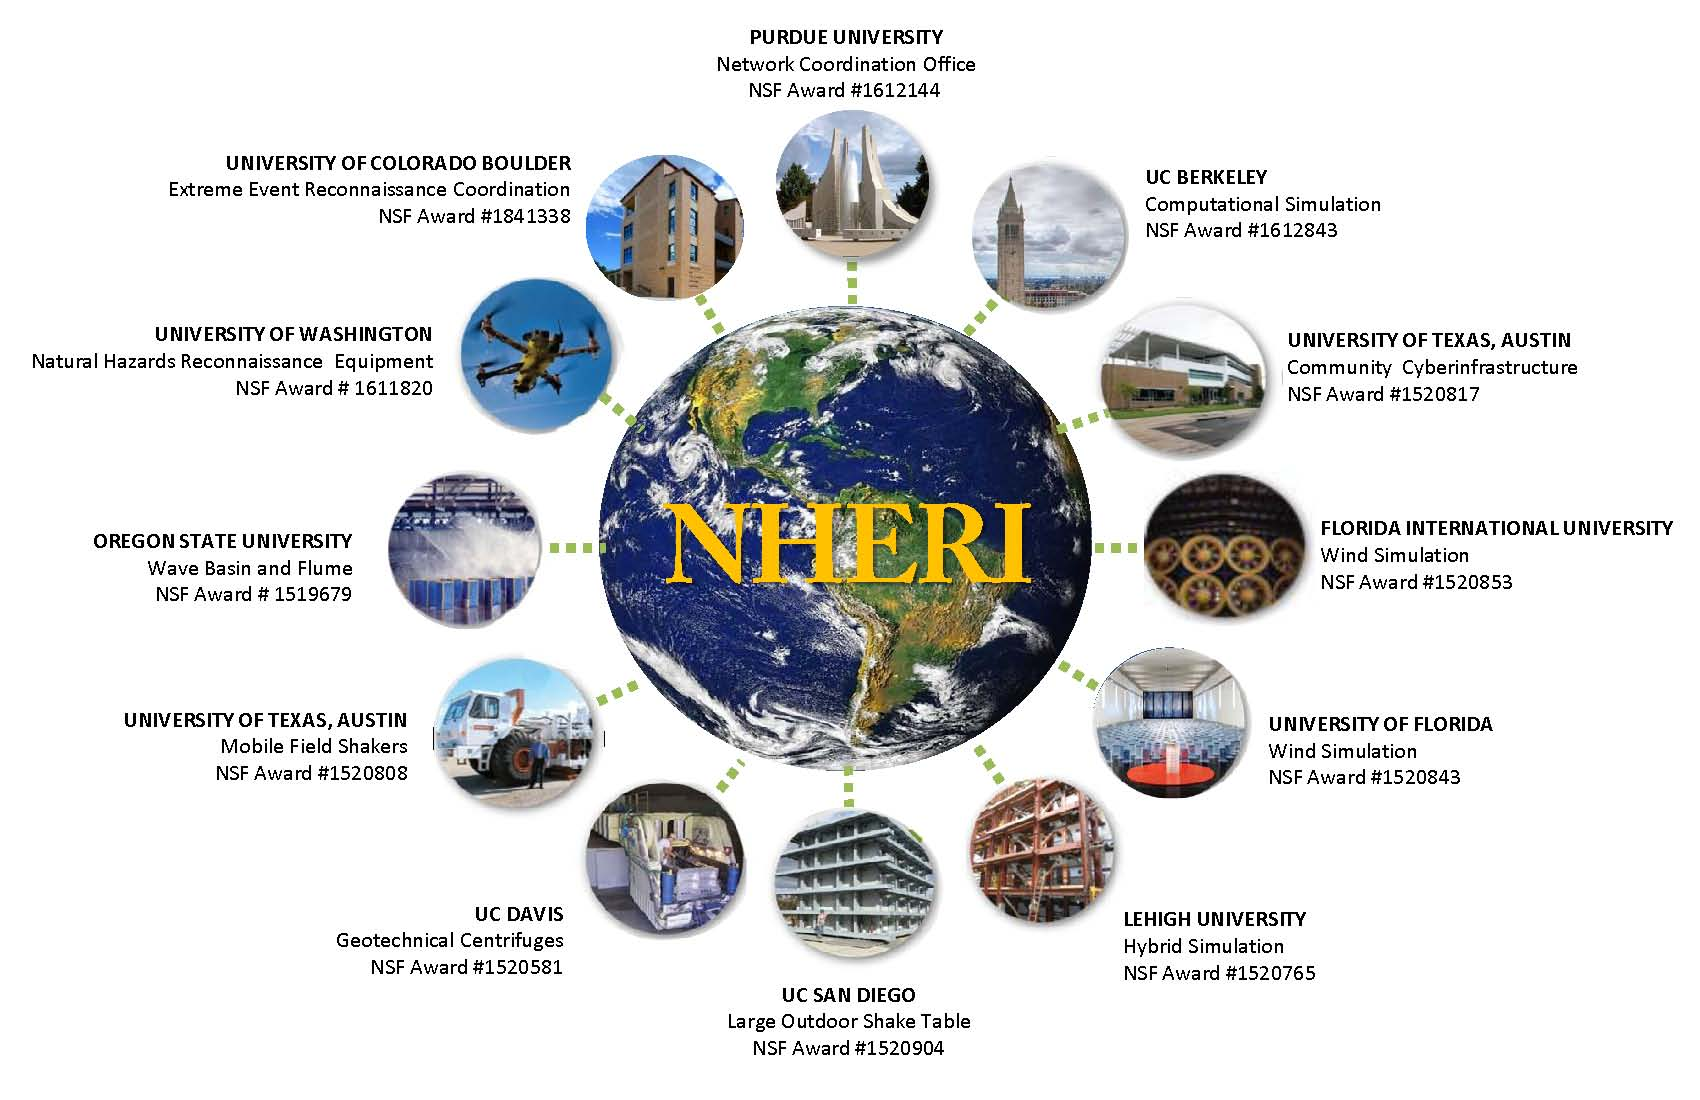 PURDUE UNIVERSITY
Network Coordination Office
NSF Award #1612144
UNIVERSITY OF COLORADO BOULDER
Extreme Event Reconnaissance Coordination
NSF Award #1841338
UC BERKELEY
Computational Simulation
NSF Award #1612843
UNIVERSITY OF WASHINGTON
Natural Hazards Reconnaissance Equipment
NSF Award # 1611820
UNIVERSITY OF TEXAS, AUSTIN
Community Cyberinfrastructure
NSF Award #1520817
NHERI
OREGON STATE UNIVERSITY
Wave Basin and Flume
NSF Award # 1519679
FLORIDA INTERNATIONAL UNIVERSITY
Wind Simulation
NSF Award #1520853
UNIVERSITY OF TEXAS, AUSTIN
Mobile Field Shakers
NSF Award #1520808
UNIVERSITY OF FLORIDA
Wind Simulation
NSF Award #1520843
UC DAVIS
Geotechnical Centrifuges
NSF Award #1520581
LEHIGH UNIVERSITY
Hybrid Simulation
NSF Award #1520765
UC SAN DIEGO
Large Outdoor Shake Table
NSF Award #1520904